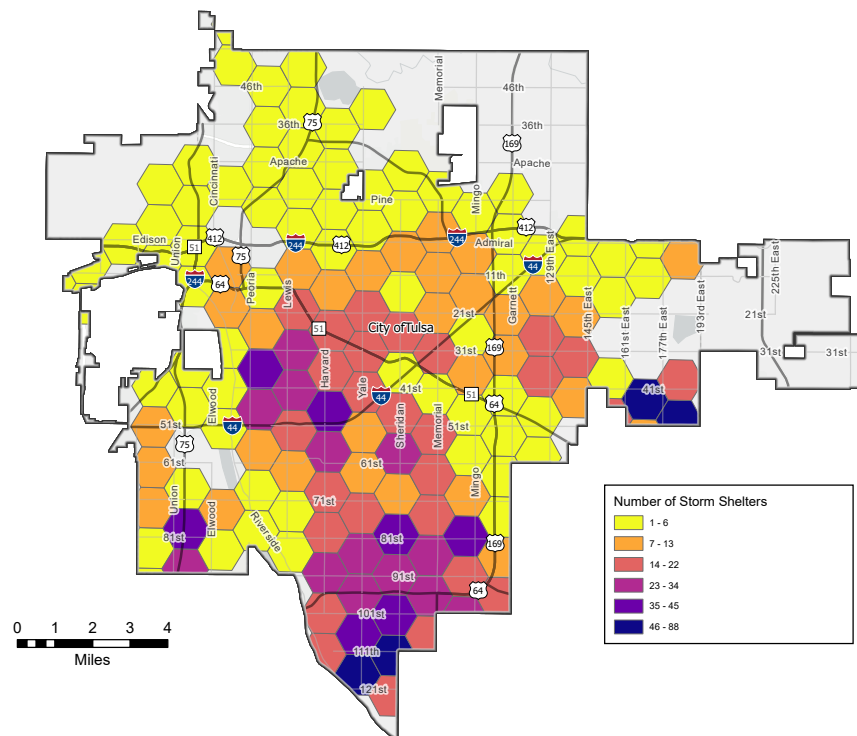 46th
Memorial
46th
36th
75
36th
169
Apache
Apache
Cincinnati
Pine
Mingo
Edison
Union
51
412
244
412
244
412
Admiral
75
129th East
44
11th
244
64
Peoria
Lewis
Garnett
145th East
161st East
177th East
193rd East
225th East
21st
21st
51
City of Tulsa
31st
169
31st
31st
Harvard
Yale
41st
44
51
64
41st
Elwood
Sheridan
Memorial
51st
44
51st
75
61st
61st
Mingo
Union
Elwood
71st
Riverside
81st
81st
169
91st
64
101st
111th
121st
0 1 2 3 4
Miles
Number of Storm Shelters
1 - 6
7 - 13
14 - 22
23 - 34
35 - 45
46 - 88